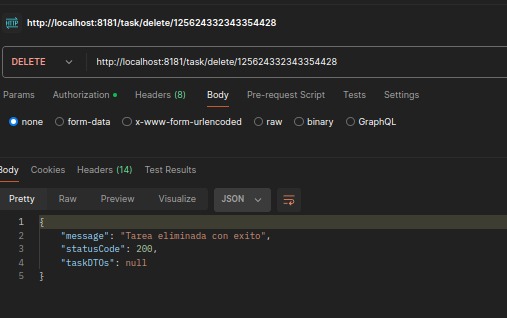 HTTP http://localhost:8181/task/delete/125624332343354428
DELETE http://localhost:8181/task/delete/125624332343354428
Params Authorization Headers (8) Body Pre-request Script Tests Settings
none form-data x-www-form-urlencoded raw binary GraphQL
Body Cookies Headers (14) Test Results
Pretty Raw Preview Visualize JSON
1 {
2 "message": "Tarea eliminada con exito",
3 "statusCode": 200,
4 "taskDTOs": null
5 }